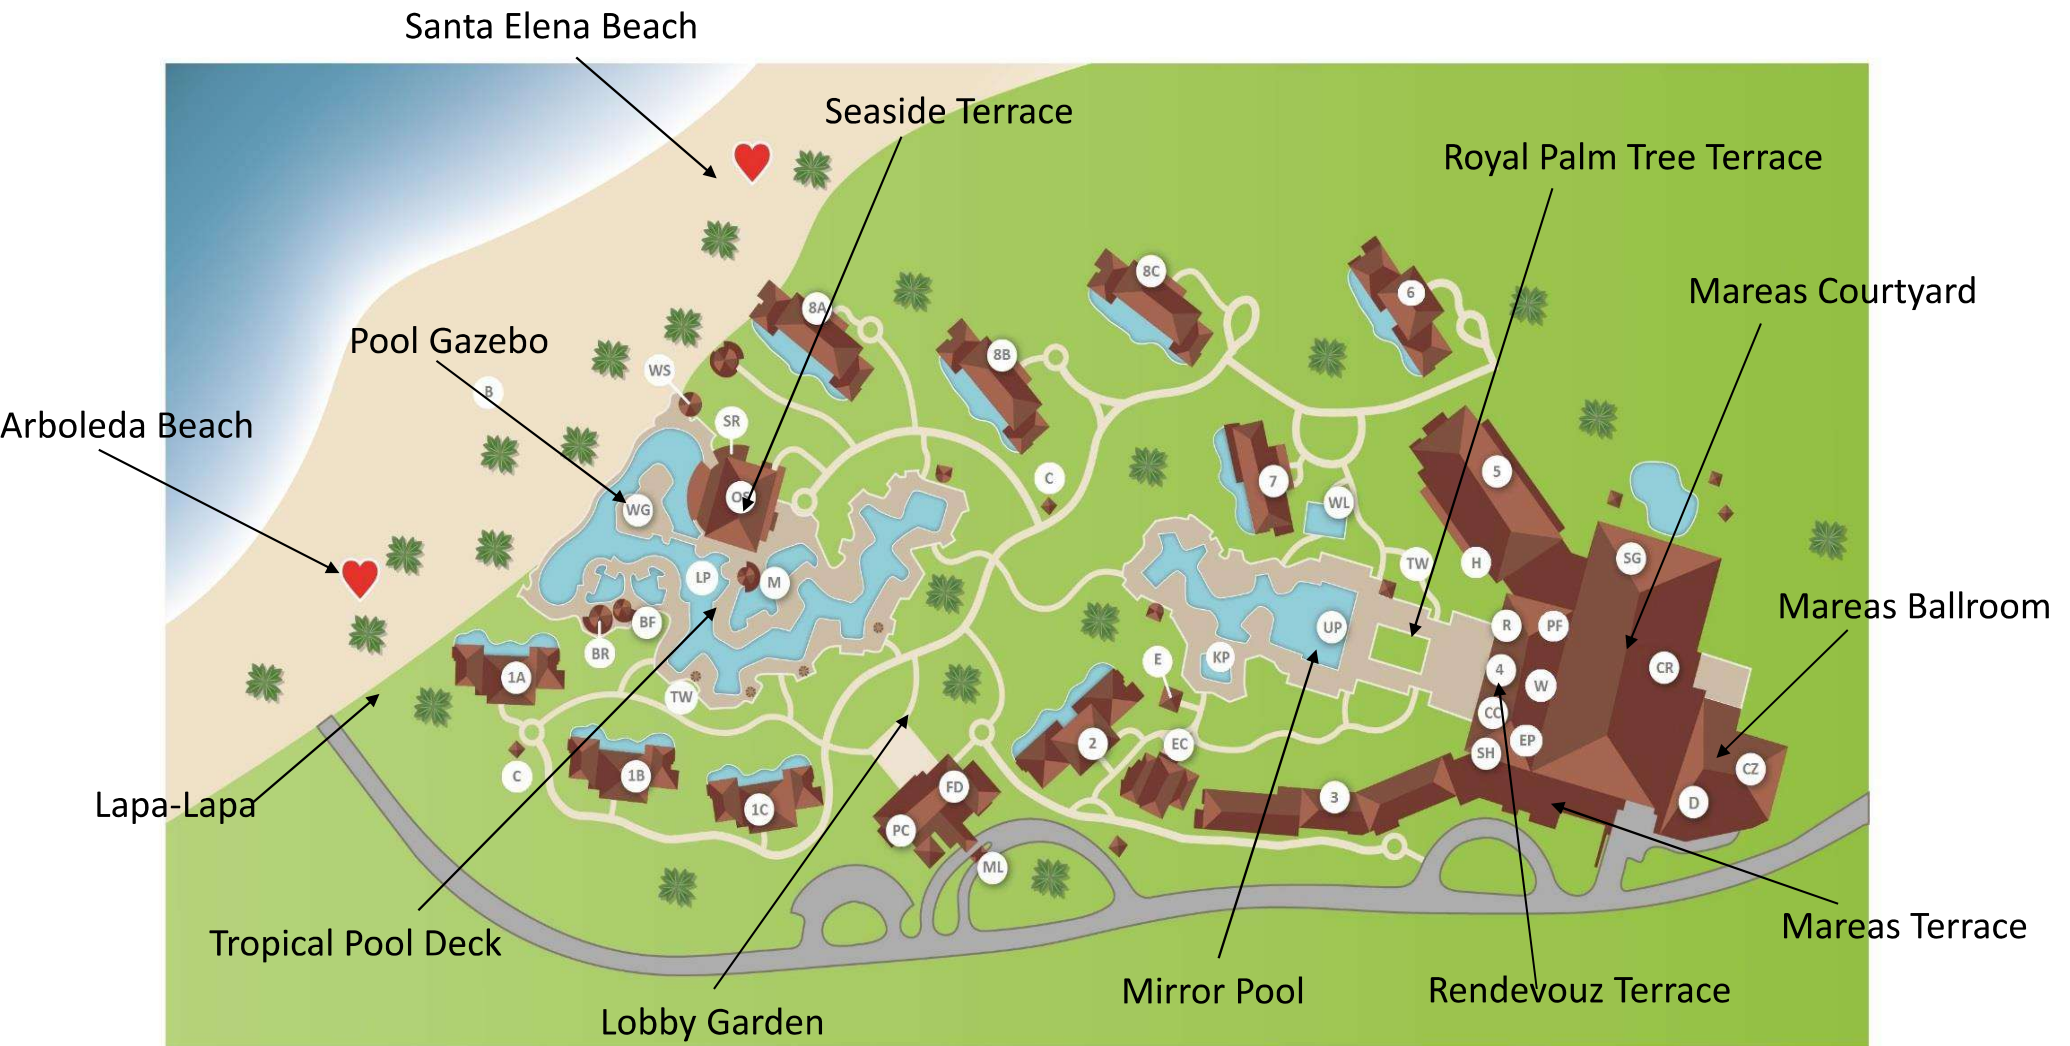 Santa Elena Beach
Seaside Terrace
Royal Palm Tree Terrace
Mareas Courtyard
Pool Gazebo
Arboleda Beach
Mareas Ballroom
Lapa-Lapa
Tropical Pool Deck
Lobby Garden
Mirror Pool
Rendevouz Terrace
Mareas Terrace
8C
6
8A
8B
WS
B
SR
5
C
7
WG
WL
SG
TW
H
LP
M
BF
BR
UP
R
PF
KP
E
4
CR
W
1A
TW
CC
2
EC
EP
SH
CZ
1B
C
FD
3
D
1C
PC
ML